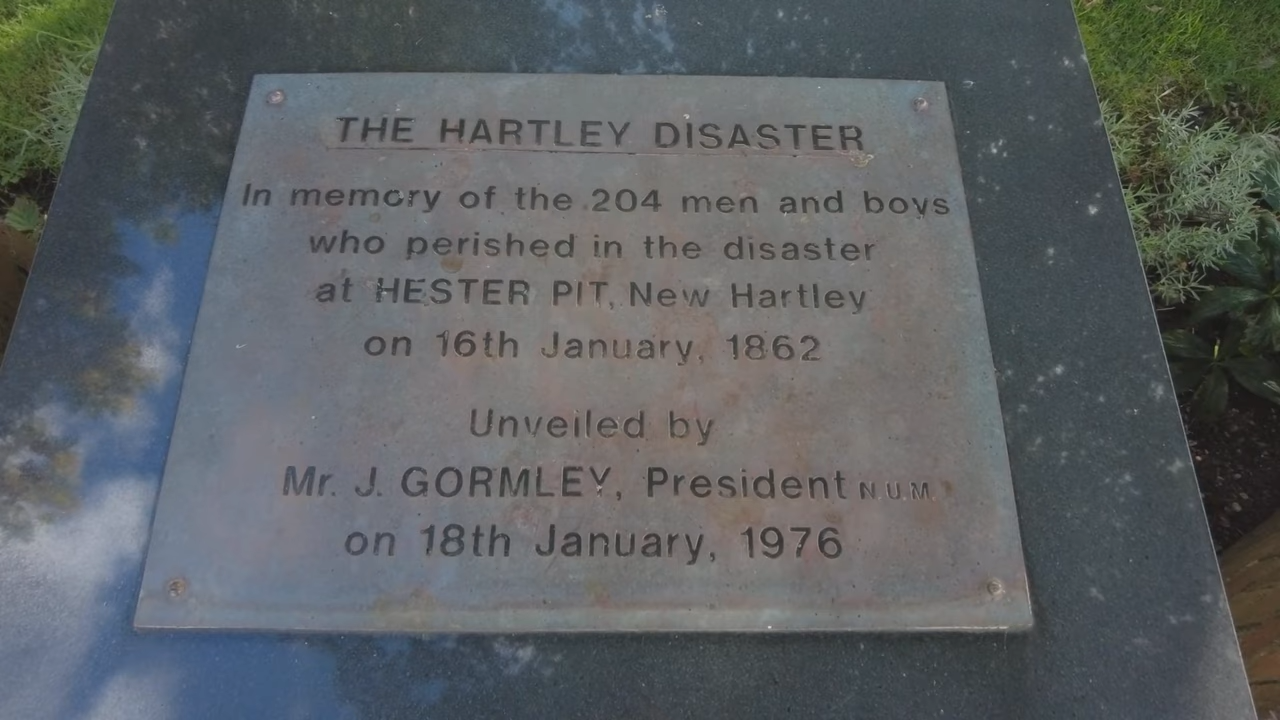 THE HARTLEY DISASTER
In memory of the 204 men and boys
who perished in the disaster
at HESTER PIT, New Hartley
on 16th January, 1862
Unveiled by
Mr. J. GORMLEY, President N.U.M.
on 18th January, 1976